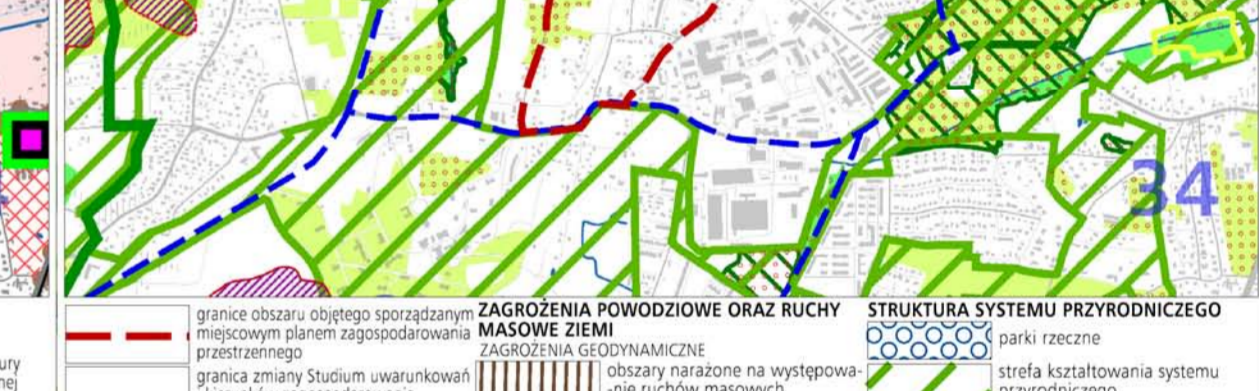 34
granice obszaru objętego sporządzanym
miejscowym planem zagospodarowania
przestrzennego
granica zmiany Studium uwarunkowań
ZAGROŻENIA POWODZIOWE ORAZ RUCHY
MASOWE ZIEMI
ZAGROŻENIA GEODYNAMICZNE
obszary narażone na występowa-
-nie ruchów masowych
STRUKTURA SYSTEMU PRZYRODNICZEGO
parki rzeczne
strefa kształtowania systemu
przyrodniczego